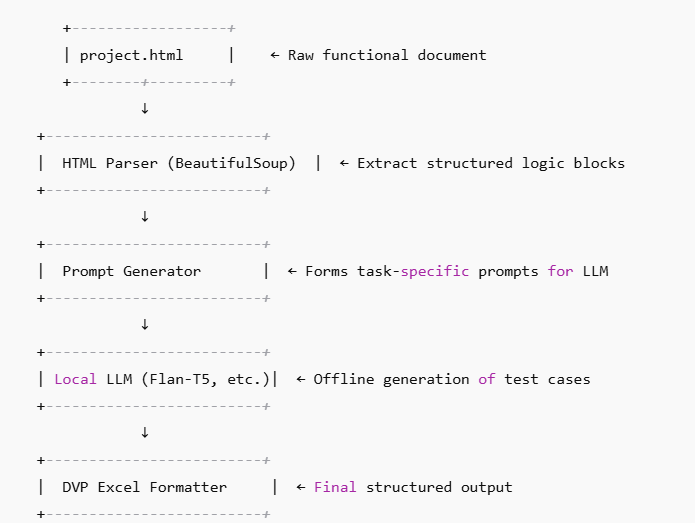 +------------------+
| project.html     |    ← Raw functional document
+--------+---------+
↓
+-------------------------+
|  HTML Parser (BeautifulSoup)  |  ← Extract structured logic blocks
+-------------------------+
↓
+-------------------------+
|  Prompt Generator       |  ← Forms task-specific prompts for LLM
+-------------------------+
↓
+-------------------------+
| Local LLM (Flan-T5, etc.)|  ← Offline generation of test cases
+-------------------------+
↓
+-------------------------+
|  DVP Excel Formatter     |  ← Final structured output
+-------------------------+